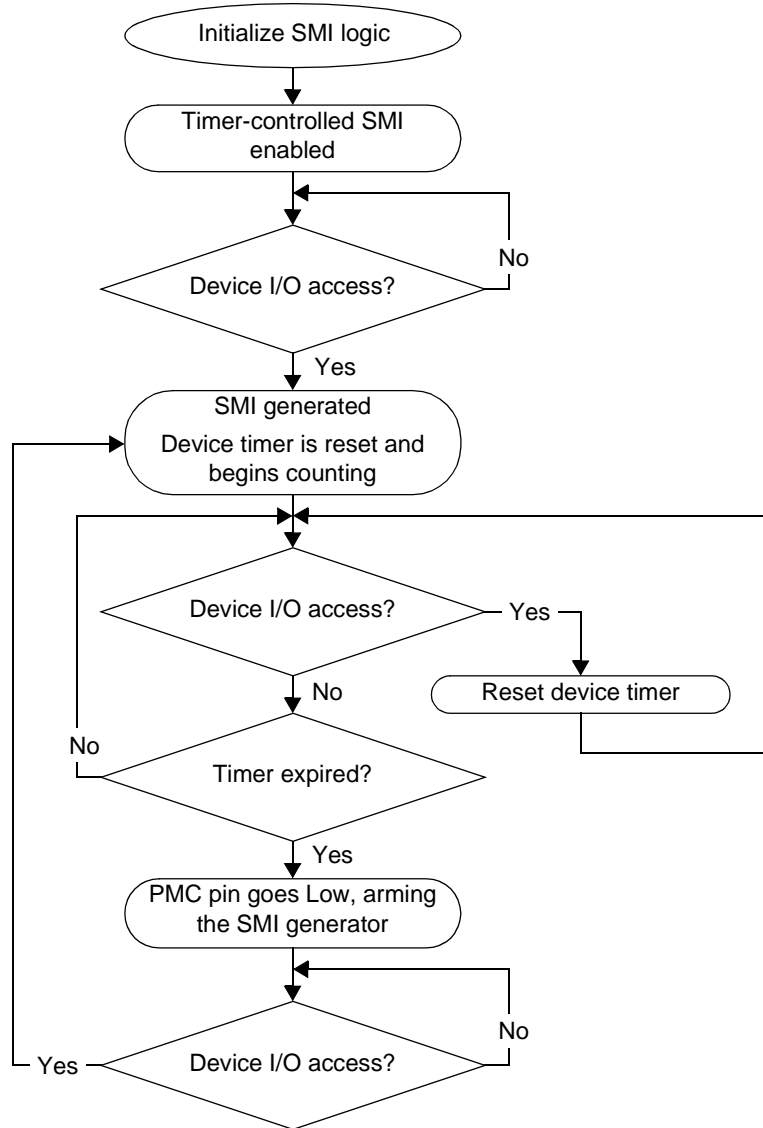 Initialize SMI logic
Timer-controlled SMI
enabled
No
Device I/O access?
Yes
SMI generated
Device timer is reset and
begins counting
Device I/O access?
Yes
No
Reset device timer
No
Timer expired?
Yes
PMC pin goes Low, arming
the SMI generator
No
Yes
Device I/O access?